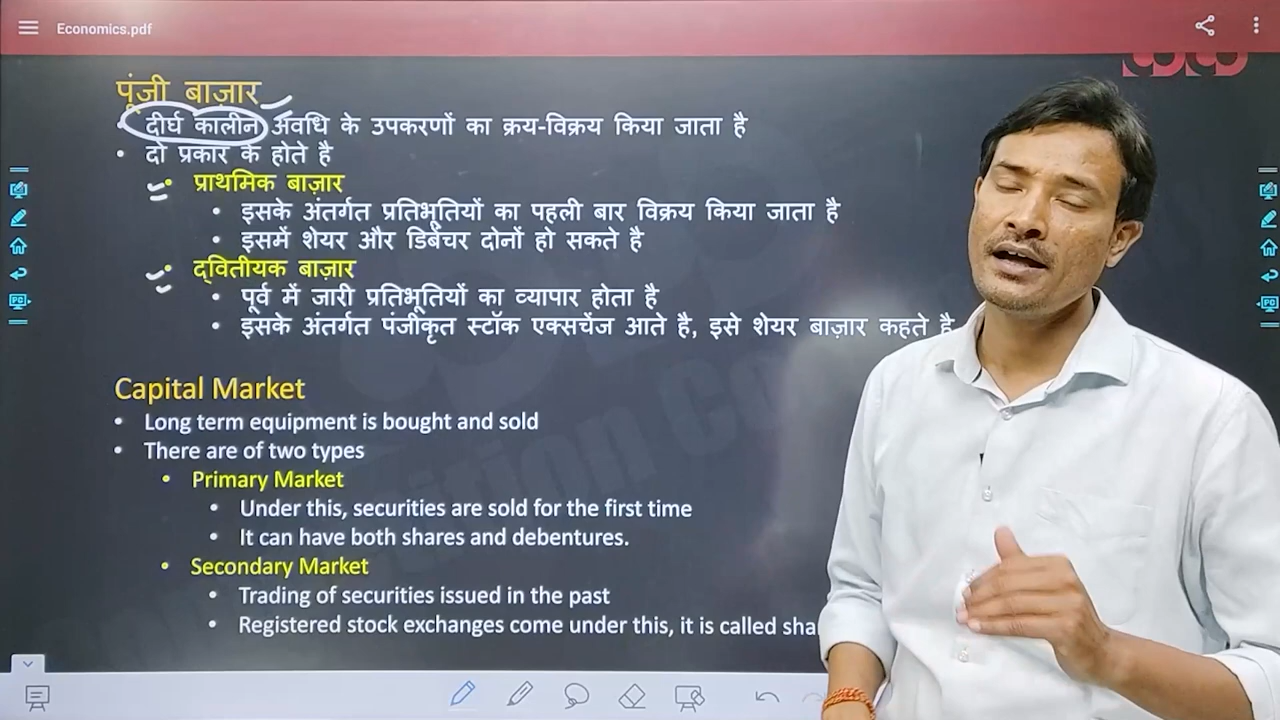 Economics.pdf
पूंजी बाज़ार
• दीर्घ कालीन अवधि के उपकरणों का क्रय-विक्रय किया जाता है
• दो प्रकार के होते है
• प्राथमिक बाज़ार
• इसके अंतर्गत प्रतिभूतियों का पहली बार विक्रय किया जाता है
• इसमें शेयर और डिबेंचर दोनों हो सकते है
• द्वितीयक बाज़ार
• पूर्व में जारी प्रतिभूतियों का व्यापार होता है
• इसके अंतर्गत पंजीकृत स्टॉक एक्सचेंज आते है, इसे शेयर बाज़ार कहते है
Capital Market
• Long term equipment is bought and sold
• There are of two types
• Primary Market
• Under this, securities are sold for the first time
• It can have both shares and debentures.
• Secondary Market
• Trading of securities issued in the past
• Registered stock exchanges come under this, it is called sha